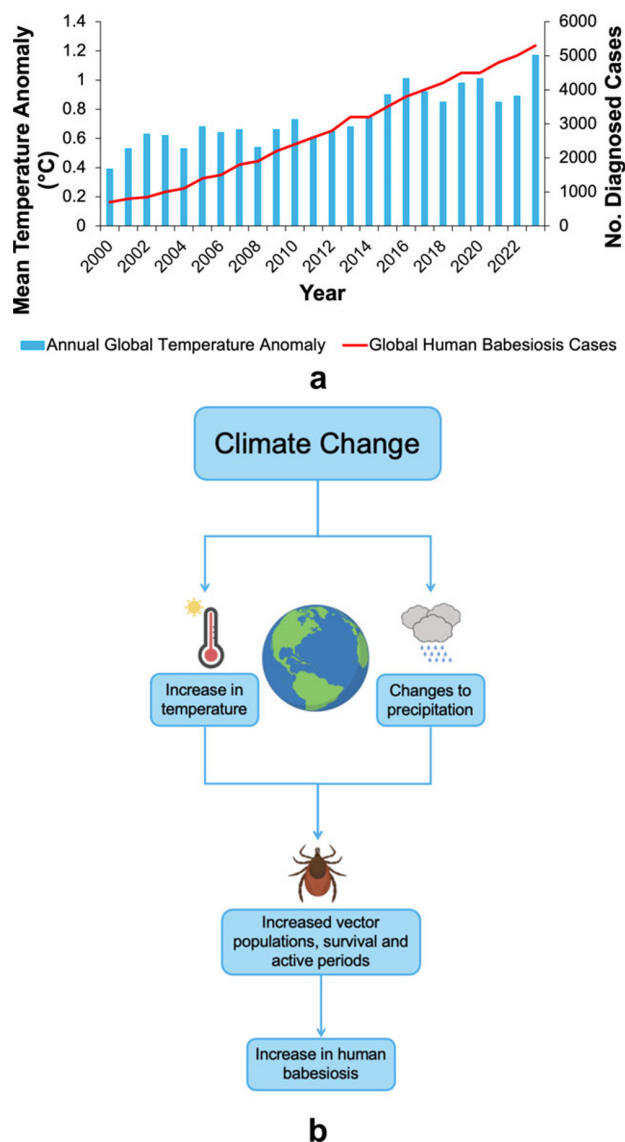 1.4
1.2
1
0.8
0.6
0.4
0.2
0
Mean Temperature Anomaly
(°C)
6000
5000
4000
3000
2000
1000
0
No. Diagnosed Cases
2000
2002
2004
2006
2008
2010
2012
2014
2016
2018
2020
2022
Year
Annual Global Temperature Anomaly
Global Human Babesiosis Cases
a
Climate Change
Increase in
temperature
Changes to
precipitation
Increased vector
populations, survival and
active periods
Increase in human
babesiosis
b